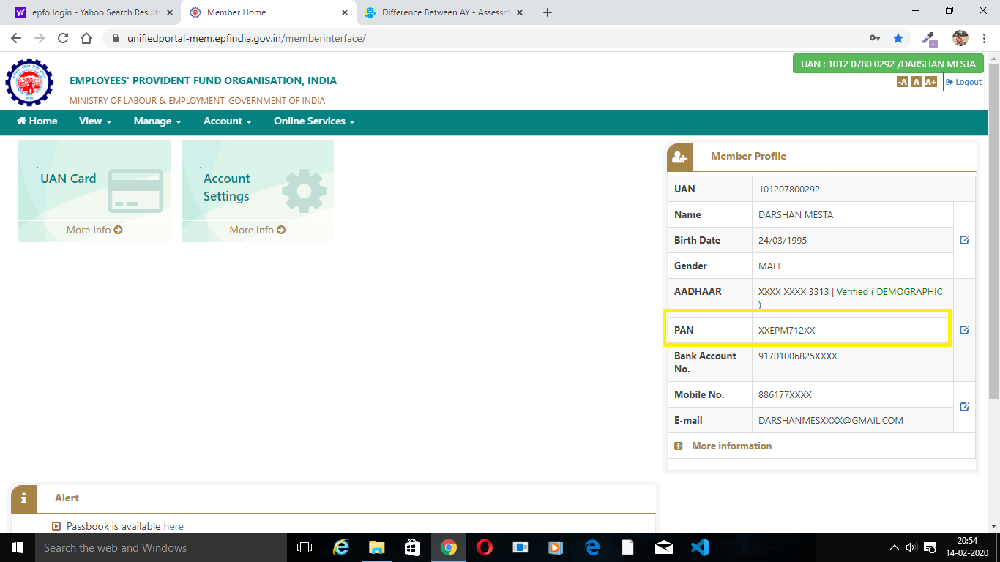 epfo login - Yahoo Search Results
Member Home
Difference Between AY - Assessm
unifiedportal-mem.epfindia.gov.in/memberinterface/
UAN : 1012 0780 0292 /DARSHAN MESTA
EMPLOYEES' PROVIDENT FUND ORGANISATION, INDIA
-A A A+ Logout
MINISTRY OF LABOUR & EMPLOYMENT, GOVERNMENT OF INDIA
Home View Manage Account Online Services
UAN Card
More Info
Account
Settings
More Info
Member Profile
UAN 101207800292
Name DARSHAN MESTA
Birth Date 24/03/1995
Gender MALE
AADHAAR XXXX XXXX 3313 | Verified ( DEMOGRAPHIC
)
PAN XXEPM712XX
Bank Account 91701006825XXXX
No.
Mobile No. 886177XXXX
E-mail DARSHANMESXXXX@GMAIL.COM
More information
Alert
Passbook is available here
Search the web and Windows
20:54
14-02-2020